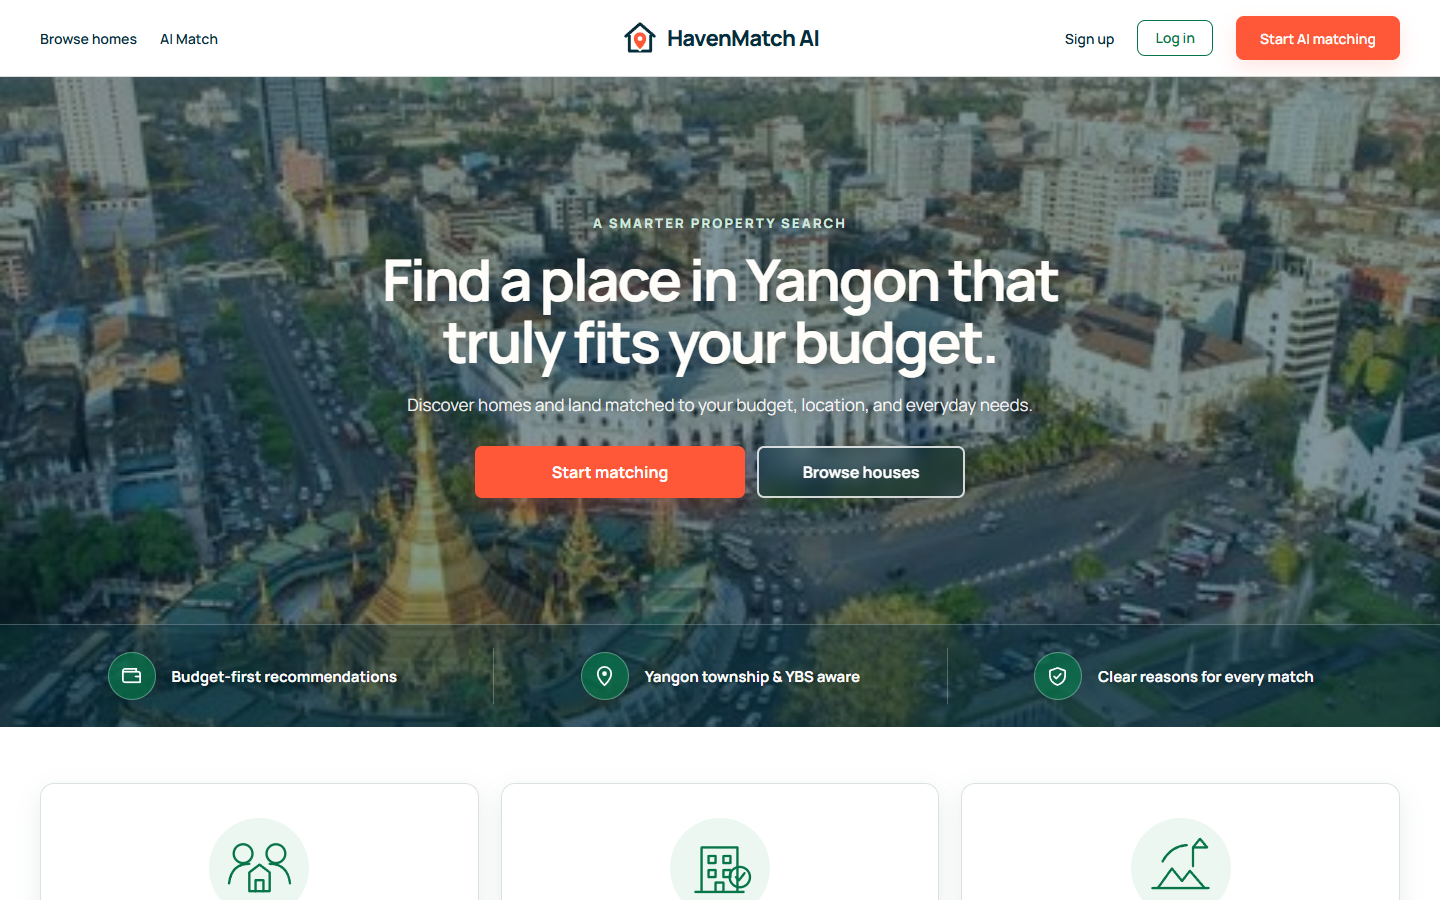 Browse homes
AI Match
HavenMatch AI
Sign up
Log in
Start AI matching
A SMARTER PROPERTY SEARCH
Find a place in Yangon that
truly fits your budget.
Discover homes and land matched to your budget, location, and everyday needs.
Start matching
Browse houses
Budget-first recommendations
Yangon township & YBS aware
Clear reasons for every match